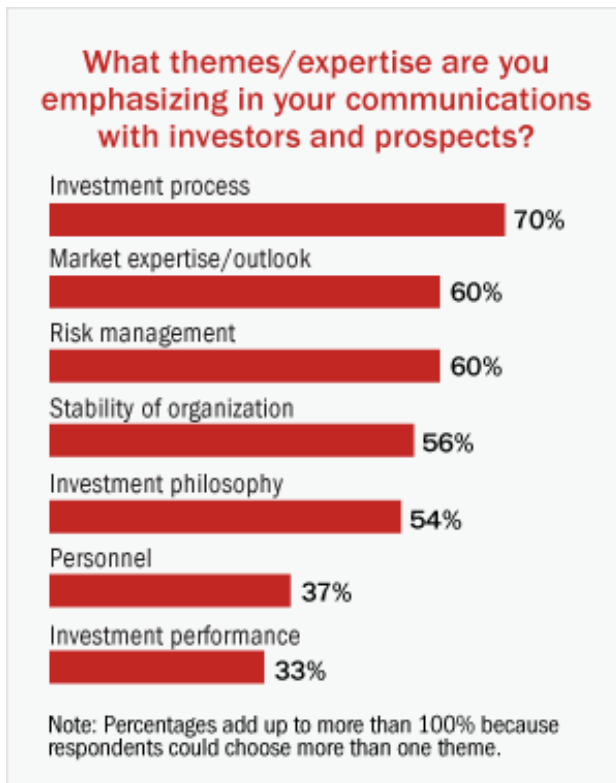 What themes/expertise are you
emphasizing in your communications
with investors and prospects?
Investment process
70%
Market expertise/outlook
60%
Risk management
60%
Stability of organization
56%
Investment philosophy
54%
Personnel
37%
Investment performance
33%
Note: Percentages add up to more than 100% because
respondents could choose more than one theme.